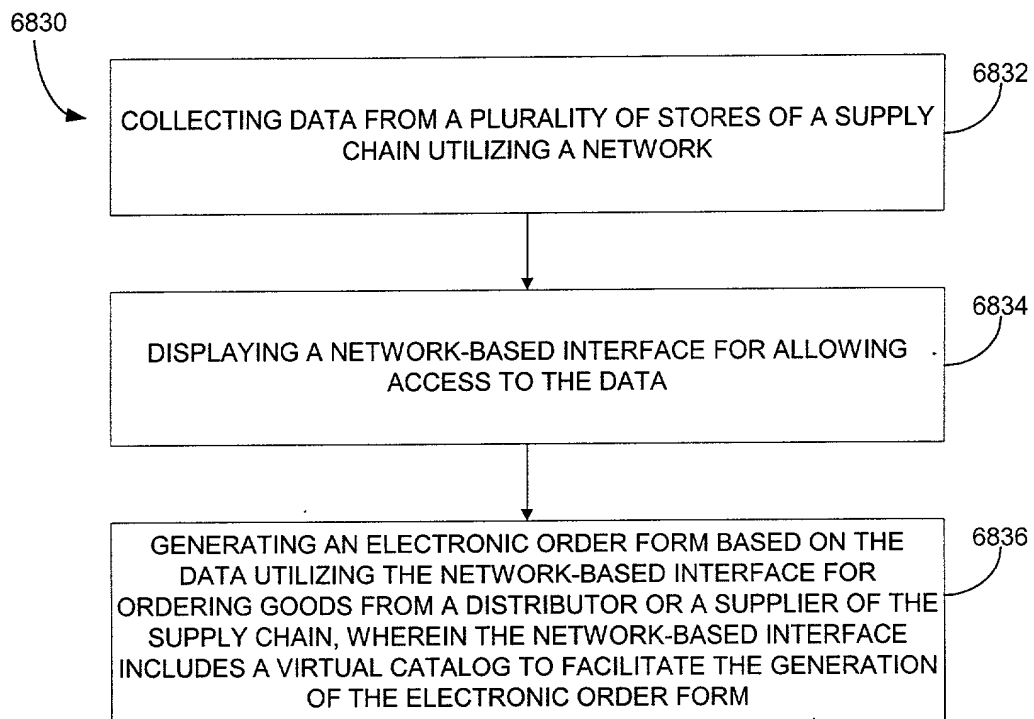 6830
6832
COLLECTING DATA FROM A PLURALITY OF STORES OF A SUPPLY
CHAIN UTILIZING A NETWORK
6834
DISPLAYING A NETWORK-BASED INTERFACE FOR ALLOWING
ACCESS TO THE DATA
6836
GENERATING AN ELECTRONIC ORDER FORM BASED ON THE
DATA UTILIZING THE NETWORK-BASED INTERFACE FOR
ORDERING GOODS FROM A DISTRIBUTOR OR A SUPPLIER OF THE
SUPPLY CHAIN, WHEREIN THE NETWORK-BASED INTERFACE
INCLUDES A VIRTUAL CATALOG TO FACILITATE THE GENERATION
OF THE ELECTRONIC ORDER FORM